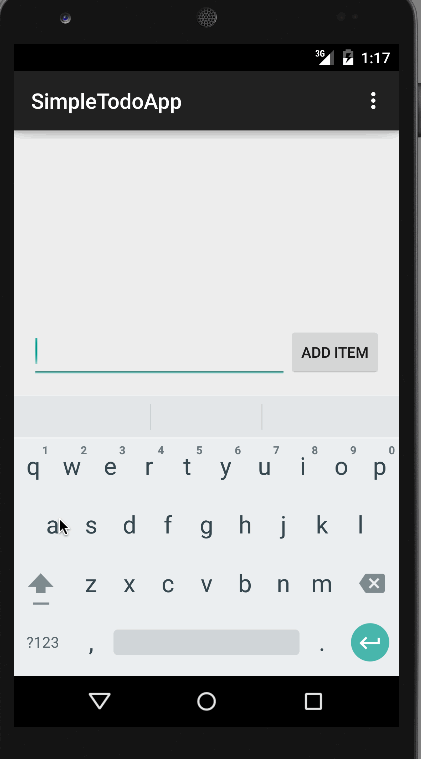 3G 1:17
SimpleTodoApp
ADD ITEM
1 2 3 4 5 6 7 8 9 0
q w e r t y u i o p
a s d f g h j k l
z x c v b n m
?123 , .